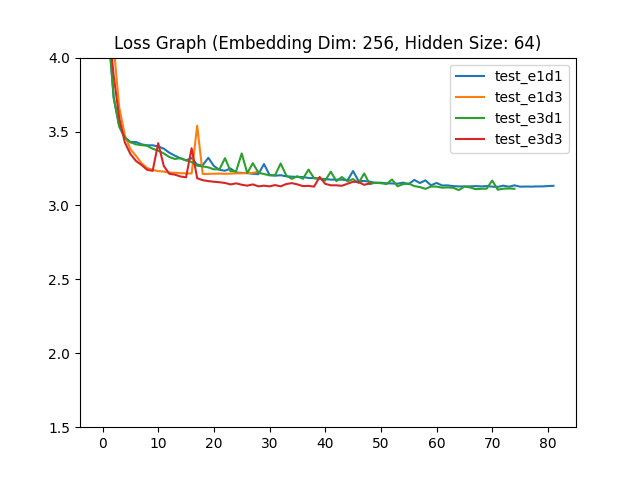 Loss Graph (Embedding Dim: 256, Hidden Size: 64)
4.0
3.5
3.0
2.5
2.0
1.5
0 10 20 30 40 50 60 70 80
test_e1d1
test_e1d3
test_e3d1
test_e3d3